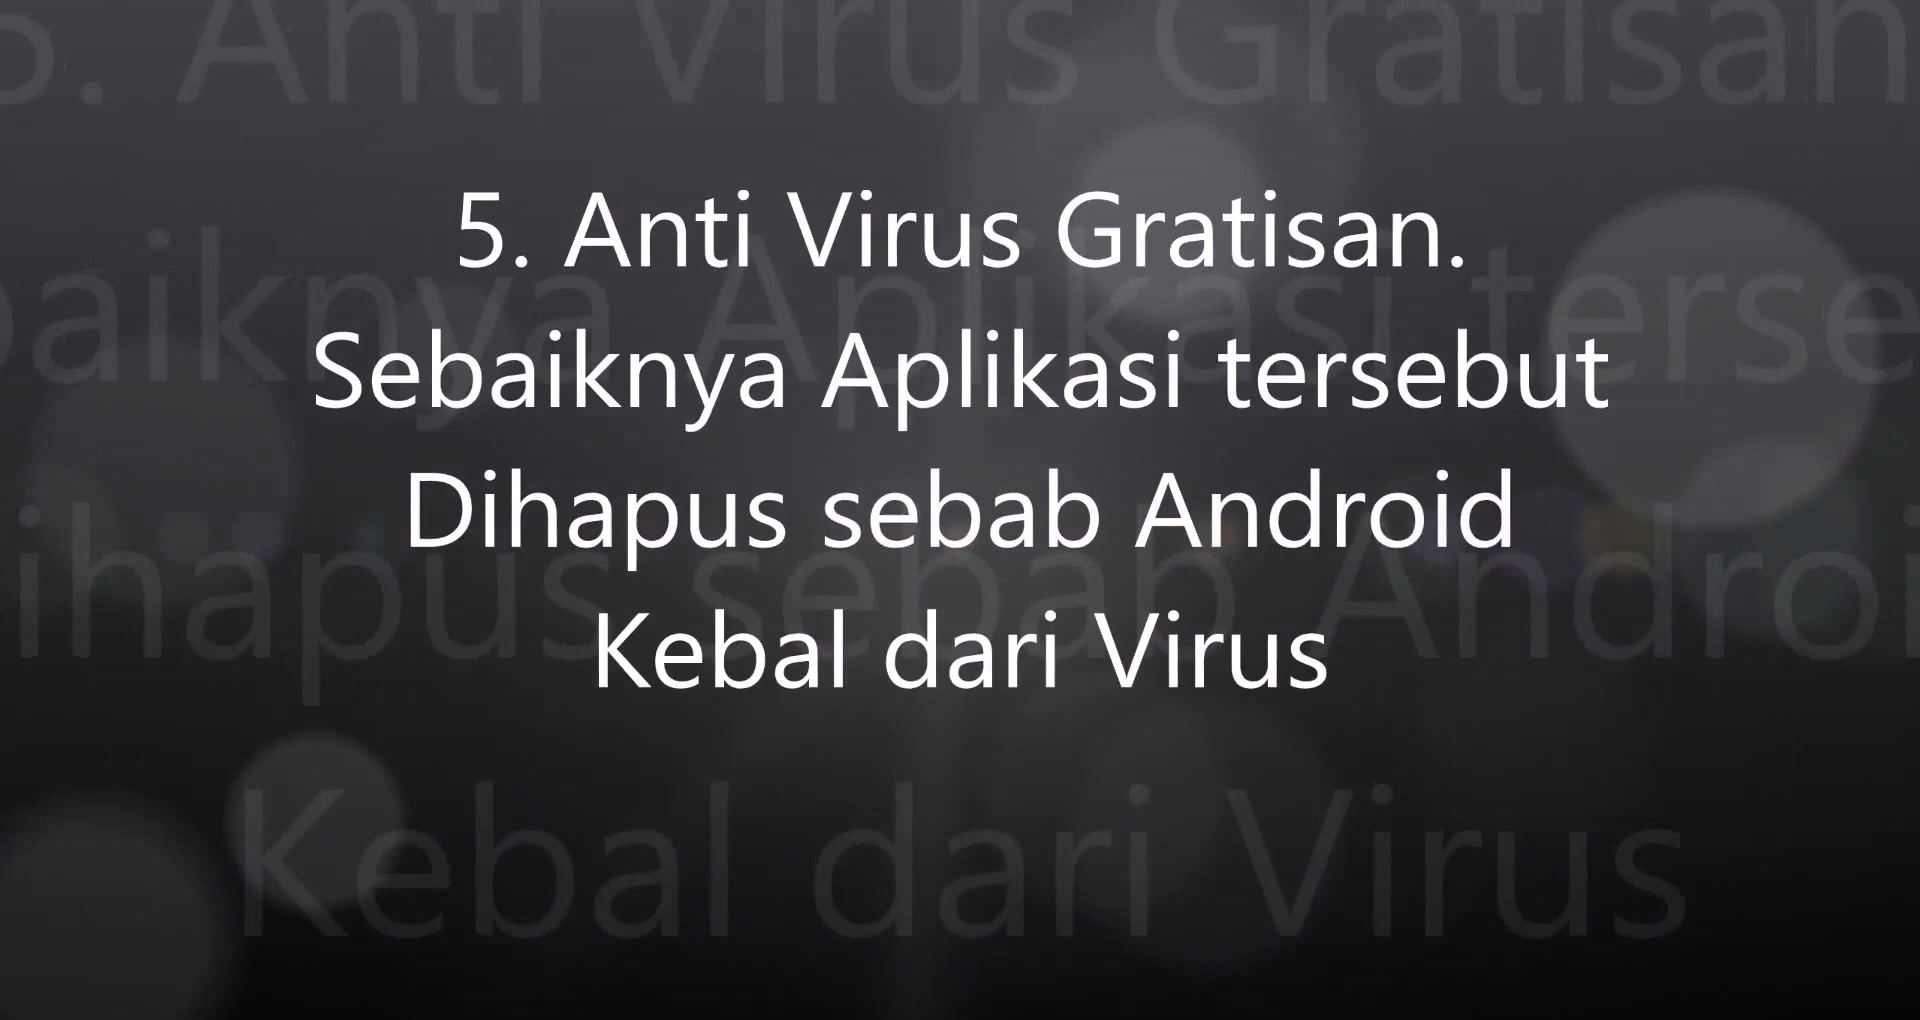 5. Anti Virus Gratisan.
Sebaiknya Aplikasi tersebut
Dihapus sebab Android
Kebal dari Virus